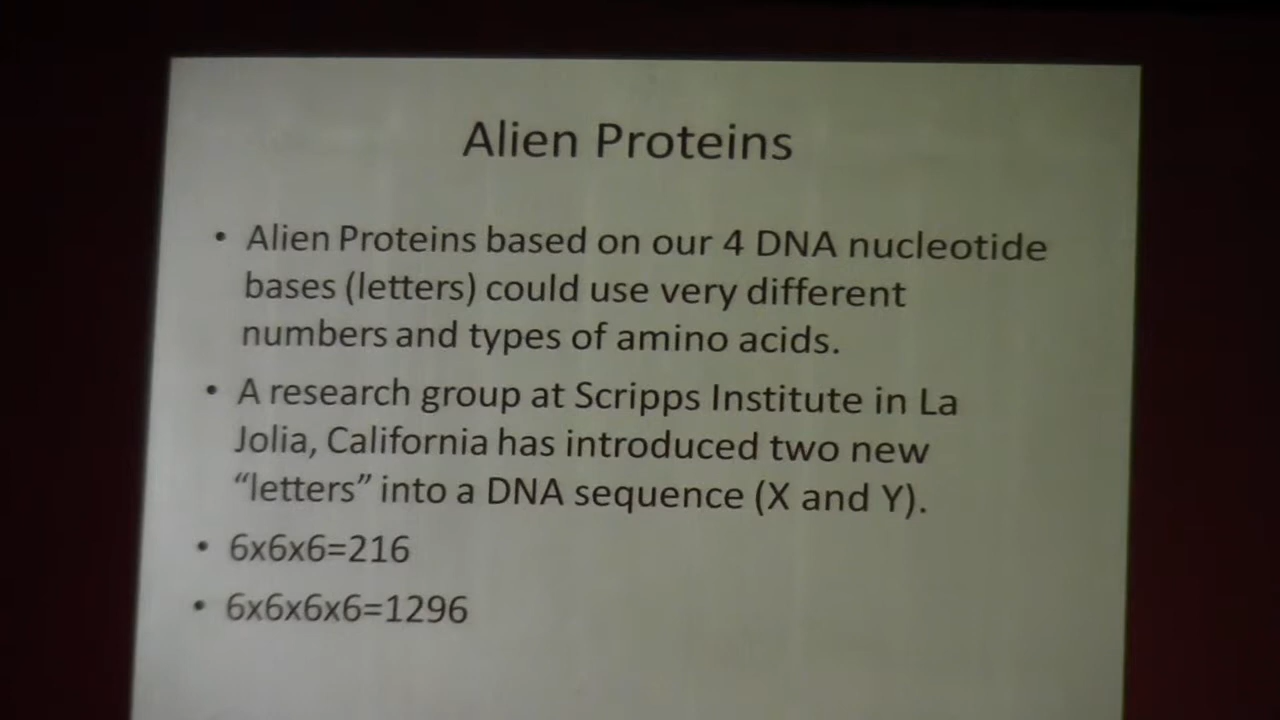 Alien Proteins
• Alien Proteins based on our 4 DNA nucleotide
bases (letters) could use very different
numbers and types of amino acids.
• A research group at Scripps Institute in La
Jolia, California has introduced two new
“letters” into a DNA sequence (X and Y).
• 6x6x6=216
• 6x6x6x6=1296